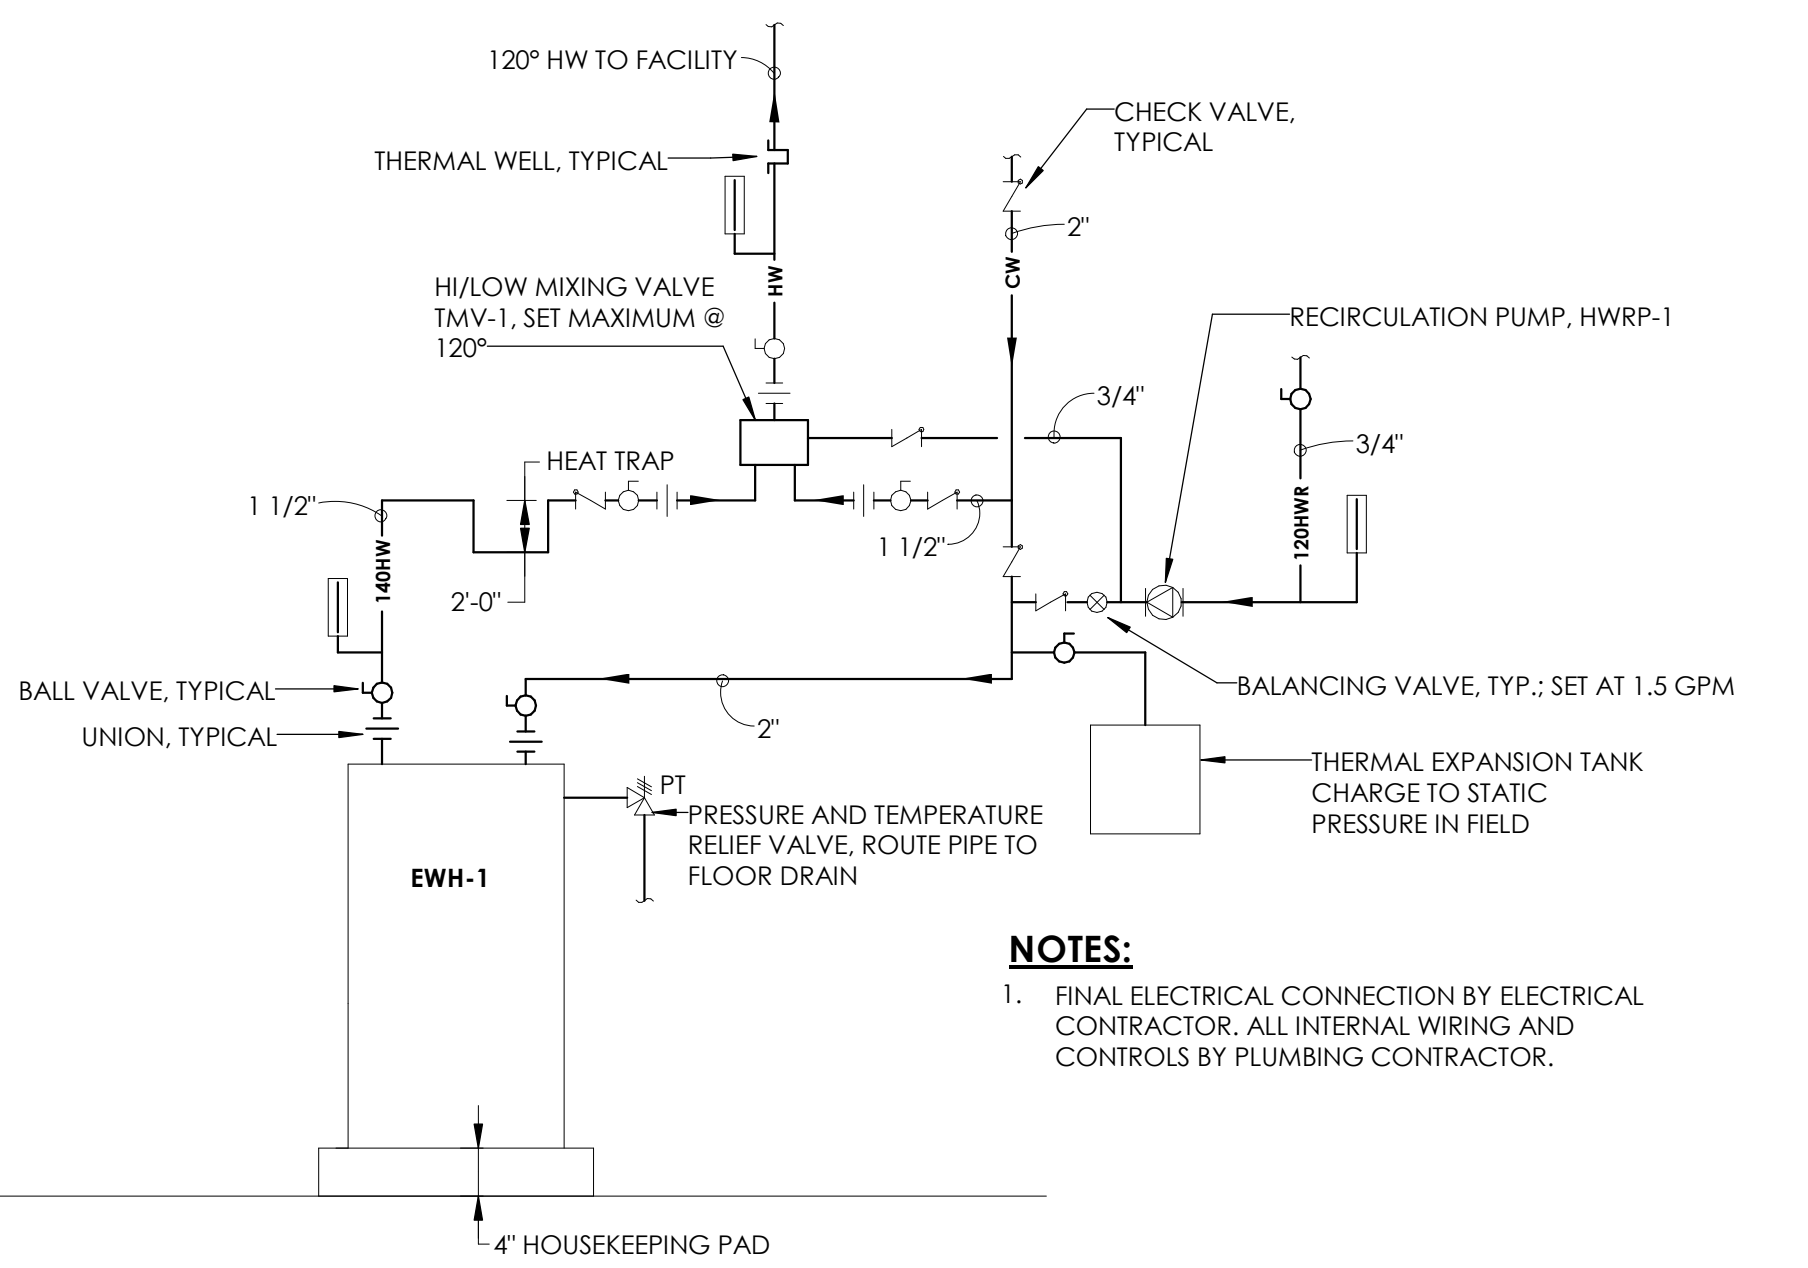 120° HW TO FACILITY
CHECK VALVE,
TYPICAL
THERMAL WELL, TYPICAL
2"
CW
HW
HI/LOW MIXING VALVE
TMV-1, SET MAXIMUM @
120°
RECIRCULATION PUMP, HWRP-1
3/4"
3/4"
HEAT TRAP
1 1/2"
1 1/2"
120HWR
140HW
2'-0"
BALL VALVE, TYPICAL
BALANCING VALVE, TYP.; SET AT 1.5 GPM
UNION, TYPICAL
2"
THERMAL EXPANSION TANK
CHARGE TO STATIC
PRESSURE IN FIELD
PT
PRESSURE AND TEMPERATURE
RELIEF VALVE, ROUTE PIPE TO
FLOOR DRAIN
EWH-1
NOTES:
1. FINAL ELECTRICAL CONNECTION BY ELECTRICAL
CONTRACTOR. ALL INTERNAL WIRING AND
CONTROLS BY PLUMBING CONTRACTOR.
4" HOUSEKEEPING PAD